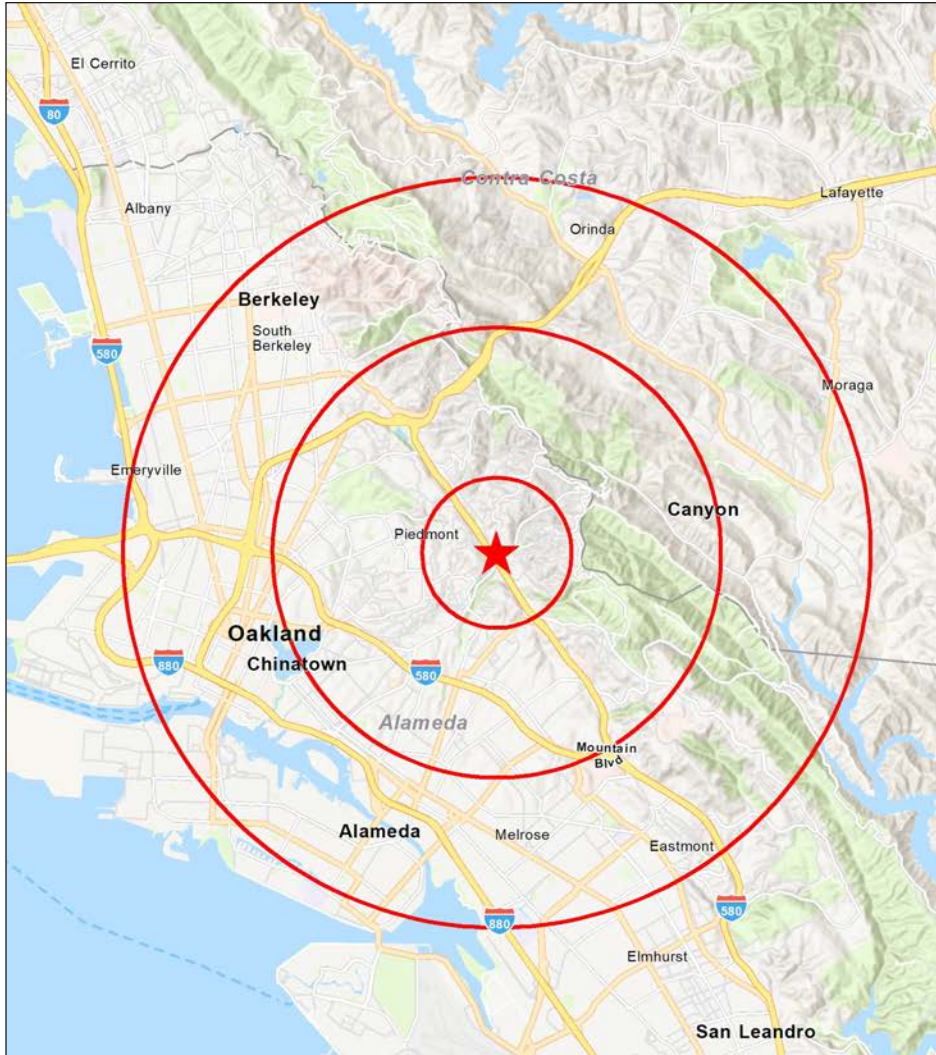 El Cerrito
80
Contra Costa
Lafayette
Albany
Orinda
Berkeley
South
Berkeley
580
Moraga
Emeryville
Canyon
Piedmont
Oakland
Chinatown
880
580
Alameda
Mountain
Blvd
Alameda
Melrose
Eastmont
580
880
Elmhurst
San Leandro